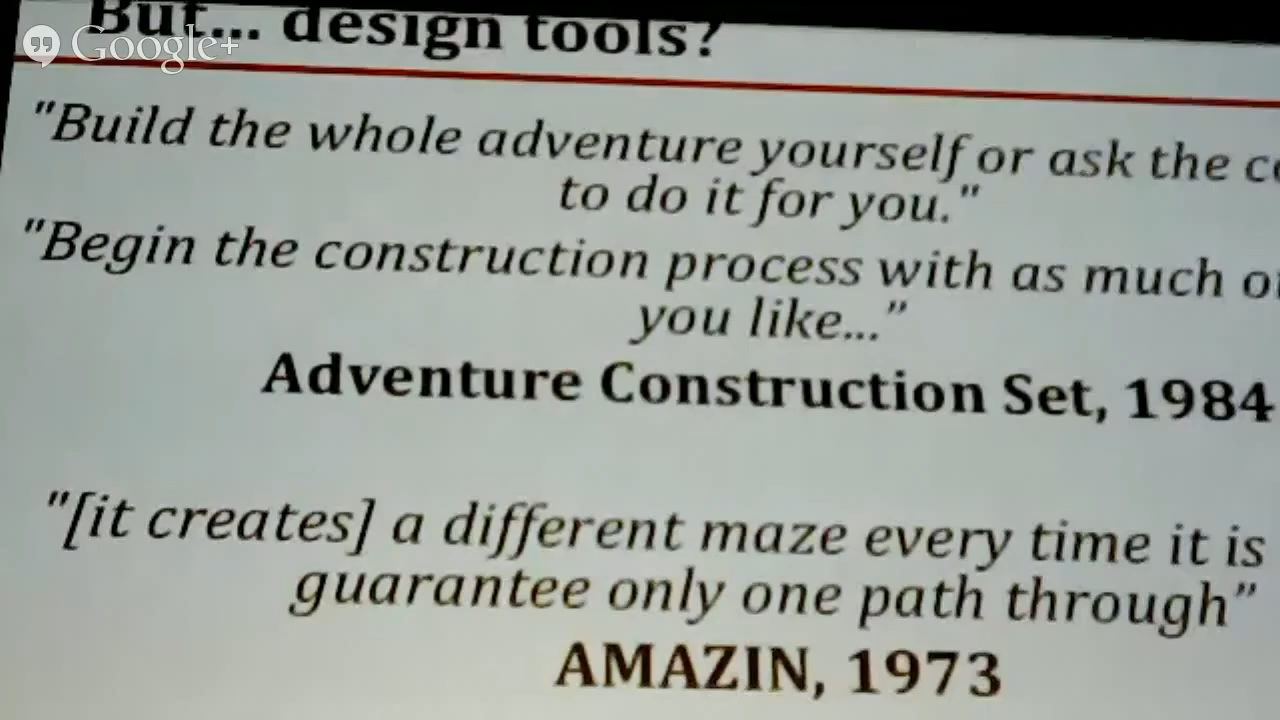 But... design tools?
Google+
"Build the whole adventure yourself or ask the
to do it for you."
"Begin the construction process with as much
you like..."
Adventure Construction Set, 1984
"[it creates] a different maze every time it is
guarantee only one path through"
AMAZIN, 1973